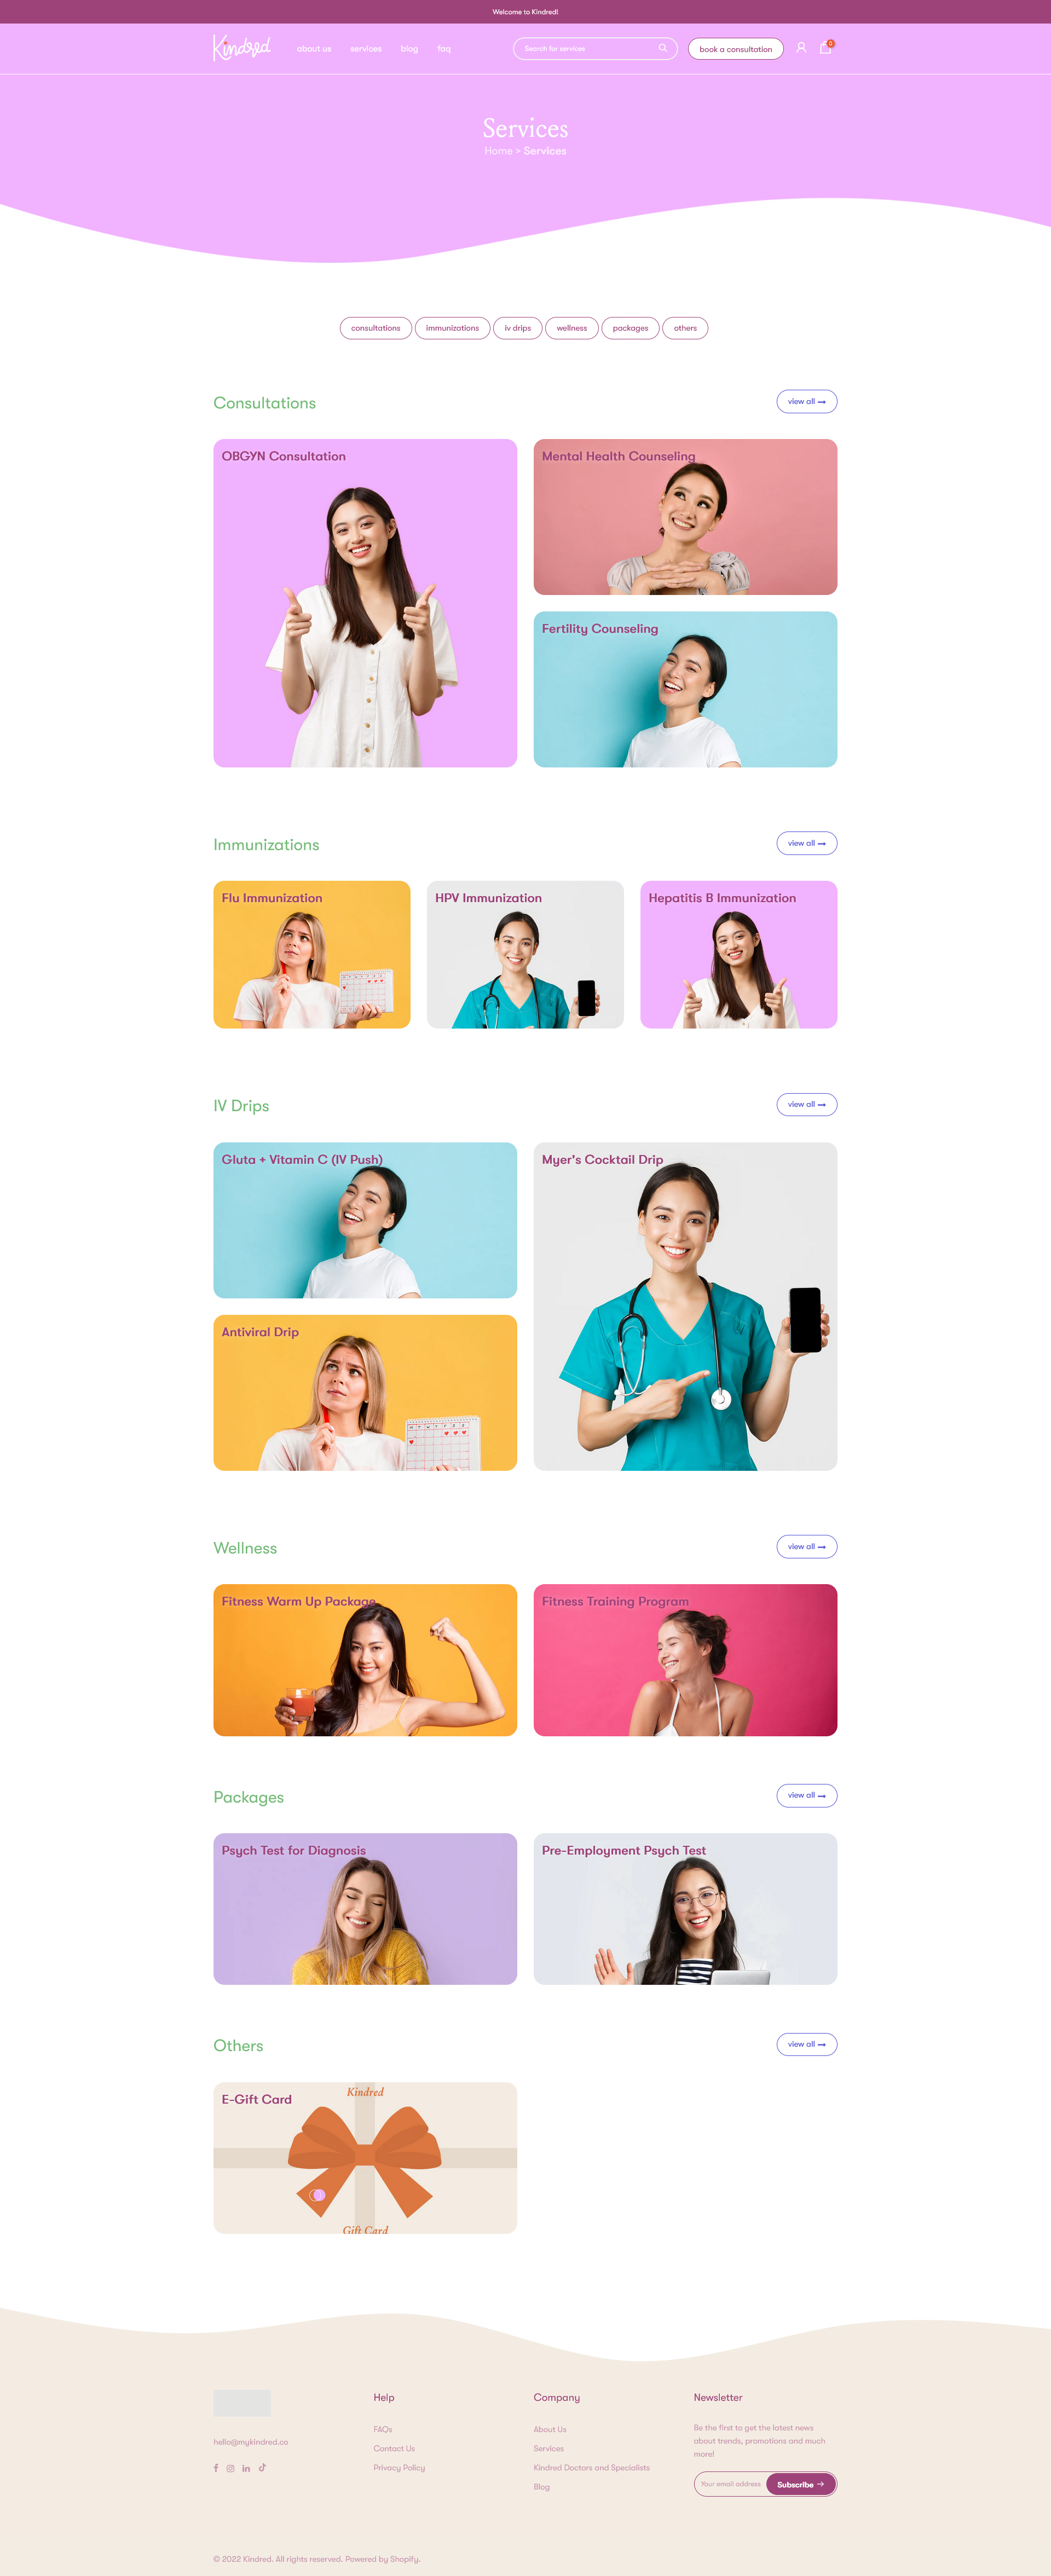 Welcome to Kindred!
Kindred
about us
services
blog
faq
Search for services
book a consultation
0
Services
Home > Services
consultations
immunizations
iv drips
wellness
packages
others
Consultations
view all
OBGYN Consultation
Mental Health Counseling
Fertility Counseling
Immunizations
view all
Flu Immunization
HPV Immunization
Hepatitis B Immunization
IV Drips
view all
Gluta + Vitamin C (IV Push)
Myer's Cocktail Drip
Antiviral Drip
Wellness
view all
Fitness Warm Up Package
Fitness Training Program
Packages
view all
Psych Test for Diagnosis
Pre-Employment Psych Test
Others
view all
E-Gift Card
Kindred
Gift Card
hello@mykindred.co
Help
FAQs
Contact Us
Privacy Policy
Company
About Us
Services
Kindred Doctors and Specialists
Blog
Newsletter
Be the first to get the latest news
about trends, promotions and much
more!
Your email address
Subscribe
© 2022 Kindred. All rights reserved. Powered by Shopify.